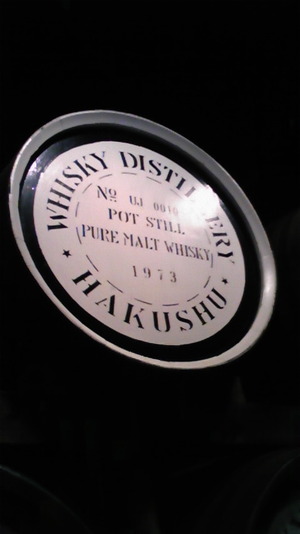 WHISKY DISTILLERY
No UJ
POT STILL
PURE MALT WHISKY
1973
★ HAKUSHU ★